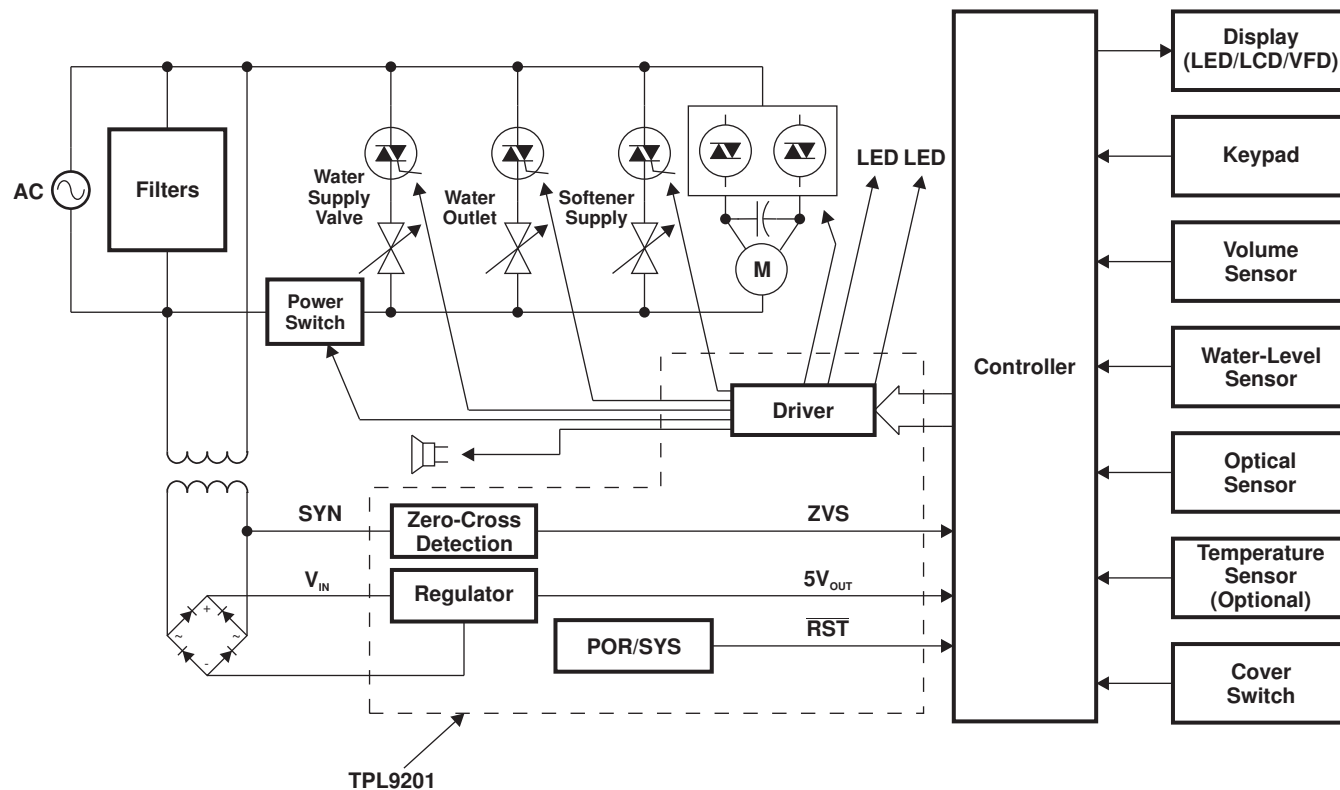 Display
(LED/LCD/VFD)
Keypad
LED LED
Water
Supply
Valve
Water
Outlet
Softener
Supply
AC
Filters
Volume
Sensor
M
Power
Switch
Controller
Water-Level
Sensor
Driver
Optical
Sensor
SYN
Zero-Cross
Detection
ZVS
Temperature
Sensor
(Optional)
VIN
Regulator
5VOUT
+
~
~
-
POR/SYS
RST
Cover
Switch
TPL9201